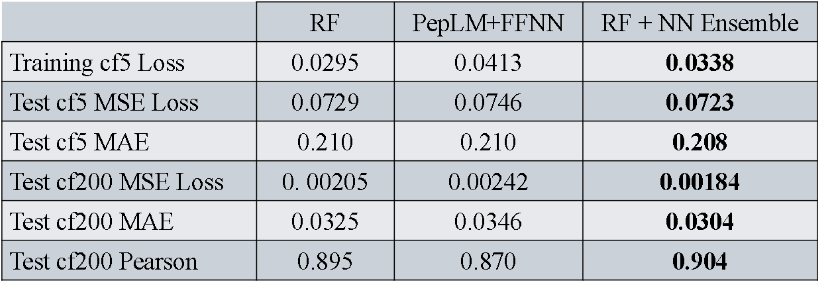 RF PepLM+FFNN RF + NN Ensemble
Training cf5 Loss 0.0295 0.0413 0.0338
Test cf5 MSE Loss 0.0729 0.0746 0.0723
Test cf5 MAE 0.210 0.210 0.208
Test cf200 MSE Loss 0. 00205 0.00242 0.00184
Test cf200 MAE 0.0325 0.0346 0.0304
Test cf200 Pearson 0.895 0.870 0.904